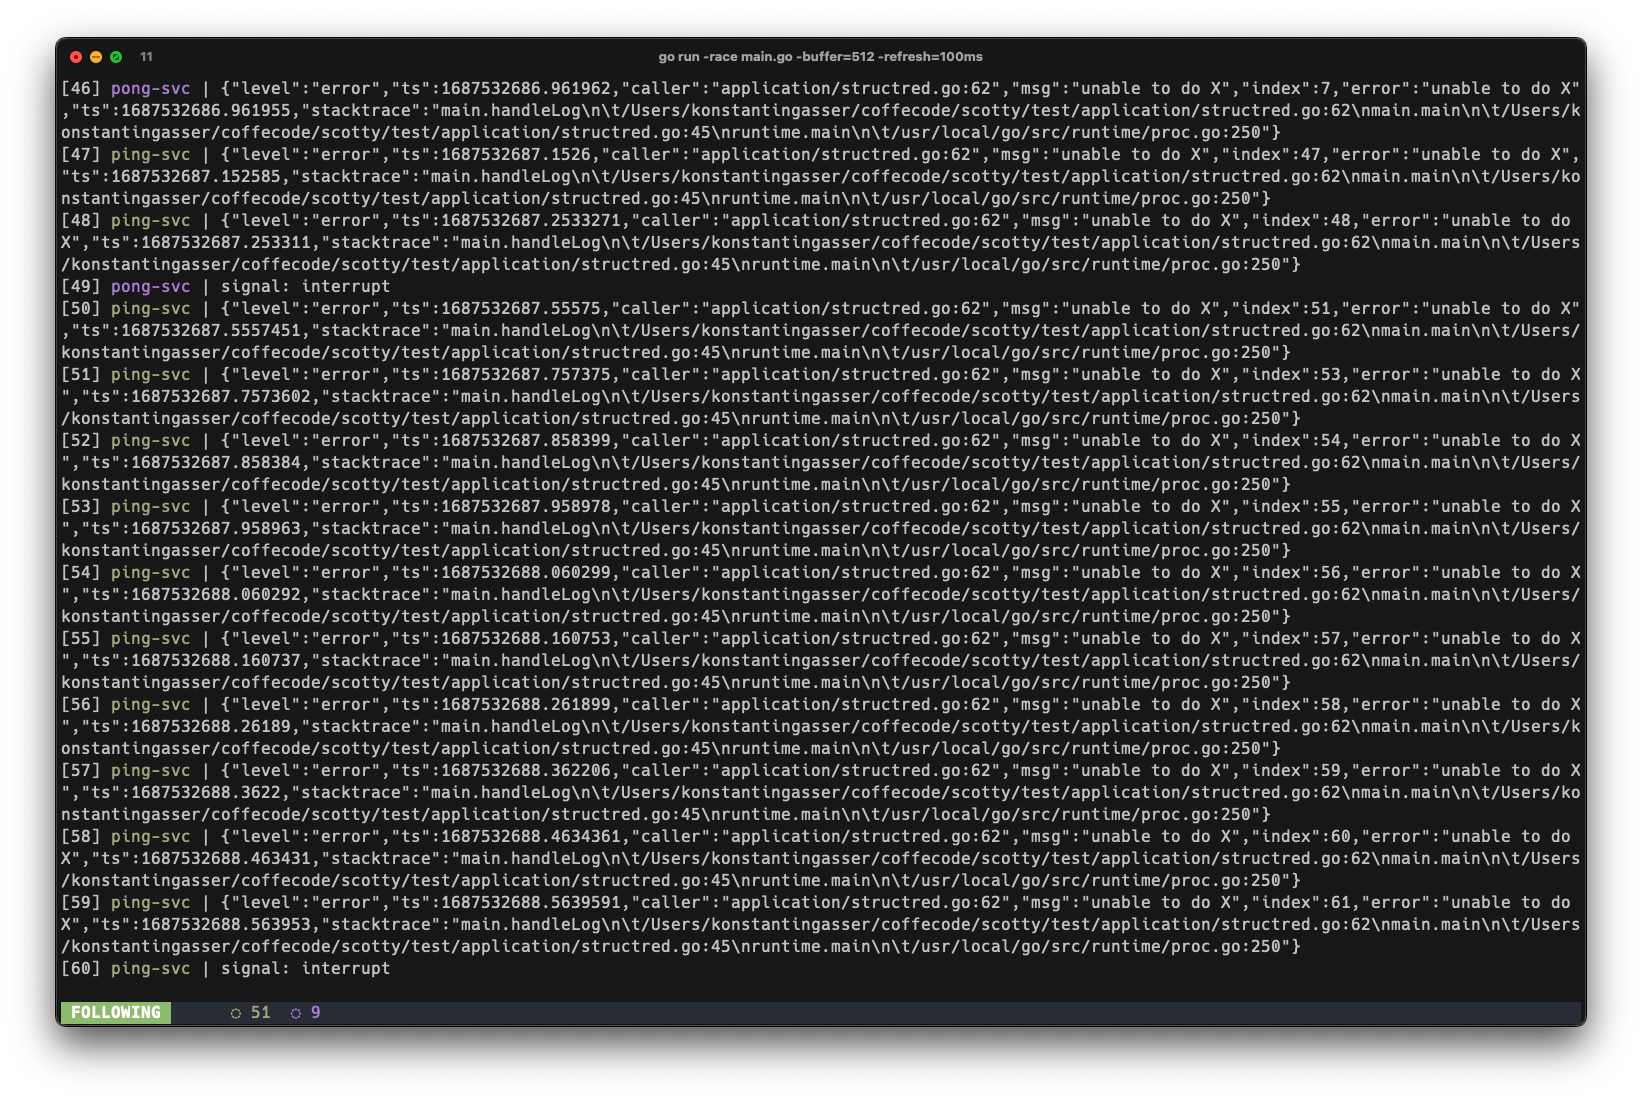 11
go run -race main.go -buffer=512 -refresh=100ms
[46] pong-svc | {"level":"error","ts":1687532686.961962,"caller":"application/structred.go:62","msg":"unable to do X","index":7,"error":"unable to do X"
,"ts":1687532686.961955,"stacktrace":"main.handleLog\n\t/Users/konstantingasser/coffecode/scotty/test/application/structred.go:62\nmain.main\n\t/Users/k
onstantingasser/coffecode/scotty/test/application/structred.go:45\nruntime.main\n\t/usr/local/go/src/runtime/proc.go:250"}
[47] ping-svc | {"level":"error","ts":1687532687.1526,"caller":"application/structred.go:62","msg":"unable to do X","index":47,"error":"unable to do X",
"ts":1687532687.152585,"stacktrace":"main.handleLog\n\t/Users/konstantingasser/coffecode/scotty/test/application/structred.go:62\nmain.main\n\t/Users/ko
nstantingasser/coffecode/scotty/test/application/structred.go:45\nruntime.main\n\t/usr/local/go/src/runtime/proc.go:250"}
[48] ping-svc | {"level":"error","ts":1687532687.2533271,"caller":"application/structred.go:62","msg":"unable to do X","index":48,"error":"unable to do
X","ts":1687532687.253311,"stacktrace":"main.handleLog\n\t/Users/konstantingasser/coffecode/scotty/test/application/structred.go:62\nmain.main\n\t/Users
/konstantingasser/coffecode/scotty/test/application/structred.go:45\nruntime.main\n\t/usr/local/go/src/runtime/proc.go:250"}
[49] pong-svc | signal: interrupt
[50] ping-svc | {"level":"error","ts":1687532687.55575,"caller":"application/structred.go:62","msg":"unable to do X","index":51,"error":"unable to do X"
,"ts":1687532687.5557451,"stacktrace":"main.handleLog\n\t/Users/konstantingasser/coffecode/scotty/test/application/structred.go:62\nmain.main\n\t/Users/
konstantingasser/coffecode/scotty/test/application/structred.go:45\nruntime.main\n\t/usr/local/go/src/runtime/proc.go:250"}
[51] ping-svc | {"level":"error","ts":1687532687.757375,"caller":"application/structred.go:62","msg":"unable to do X","index":53,"error":"unable to do X
","ts":1687532687.7573602,"stacktrace":"main.handleLog\n\t/Users/konstantingasser/coffecode/scotty/test/application/structred.go:62\nmain.main\n\t/Users
/konstantingasser/coffecode/scotty/test/application/structred.go:45\nruntime.main\n\t/usr/local/go/src/runtime/proc.go:250"}
[52] ping-svc | {"level":"error","ts":1687532687.858399,"caller":"application/structred.go:62","msg":"unable to do X","index":54,"error":"unable to do X
","ts":1687532687.858384,"stacktrace":"main.handleLog\n\t/Users/konstantingasser/coffecode/scotty/test/application/structred.go:62\nmain.main\n\t/Users/
konstantingasser/coffecode/scotty/test/application/structred.go:45\nruntime.main\n\t/usr/local/go/src/runtime/proc.go:250"}
[53] ping-svc | {"level":"error","ts":1687532687.958978,"caller":"application/structred.go:62","msg":"unable to do X","index":55,"error":"unable to do X
","ts":1687532687.958963,"stacktrace":"main.handleLog\n\t/Users/konstantingasser/coffecode/scotty/test/application/structred.go:62\nmain.main\n\t/Users/
konstantingasser/coffecode/scotty/test/application/structred.go:45\nruntime.main\n\t/usr/local/go/src/runtime/proc.go:250"}
[54] ping-svc | {"level":"error","ts":1687532688.060299,"caller":"application/structred.go:62","msg":"unable to do X","index":56,"error":"unable to do X
","ts":1687532688.060292,"stacktrace":"main.handleLog\n\t/Users/konstantingasser/coffecode/scotty/test/application/structred.go:62\nmain.main\n\t/Users/
konstantingasser/coffecode/scotty/test/application/structred.go:45\nruntime.main\n\t/usr/local/go/src/runtime/proc.go:250"}
[55] ping-svc | {"level":"error","ts":1687532688.160753,"caller":"application/structred.go:62","msg":"unable to do X","index":57,"error":"unable to do X
","ts":1687532688.160737,"stacktrace":"main.handleLog\n\t/Users/konstantingasser/coffecode/scotty/test/application/structred.go:62\nmain.main\n\t/Users/
konstantingasser/coffecode/scotty/test/application/structred.go:45\nruntime.main\n\t/usr/local/go/src/runtime/proc.go:250"}
[56] ping-svc | {"level":"error","ts":1687532688.261899,"caller":"application/structred.go:62","msg":"unable to do X","index":58,"error":"unable to do X
","ts":1687532688.26189,"stacktrace":"main.handleLog\n\t/Users/konstantingasser/coffecode/scotty/test/application/structred.go:62\nmain.main\n\t/Users/k
onstantingasser/coffecode/scotty/test/application/structred.go:45\nruntime.main\n\t/usr/local/go/src/runtime/proc.go:250"}
[57] ping-svc | {"level":"error","ts":1687532688.362206,"caller":"application/structred.go:62","msg":"unable to do X","index":59,"error":"unable to do X
","ts":1687532688.3622,"stacktrace":"main.handleLog\n\t/Users/konstantingasser/coffecode/scotty/test/application/structred.go:62\nmain.main\n\t/Users/ko
nstantingasser/coffecode/scotty/test/application/structred.go:45\nruntime.main\n\t/usr/local/go/src/runtime/proc.go:250"}
[58] ping-svc | {"level":"error","ts":1687532688.4634361,"caller":"application/structred.go:62","msg":"unable to do X","index":60,"error":"unable to do
X","ts":1687532688.463431,"stacktrace":"main.handleLog\n\t/Users/konstantingasser/coffecode/scotty/test/application/structred.go:62\nmain.main\n\t/Users
/konstantingasser/coffecode/scotty/test/application/structred.go:45\nruntime.main\n\t/usr/local/go/src/runtime/proc.go:250"}
[59] ping-svc | {"level":"error","ts":1687532688.5639591,"caller":"application/structred.go:62","msg":"unable to do X","index":61,"error":"unable to do
X","ts":1687532688.563953,"stacktrace":"main.handleLog\n\t/Users/konstantingasser/coffecode/scotty/test/application/structred.go:62\nmain.main\n\t/Users
/konstantingasser/coffecode/scotty/test/application/structred.go:45\nruntime.main\n\t/usr/local/go/src/runtime/proc.go:250"}
[60] ping-svc | signal: interrupt
FOLLOWING ◌ 51 ◌ 9